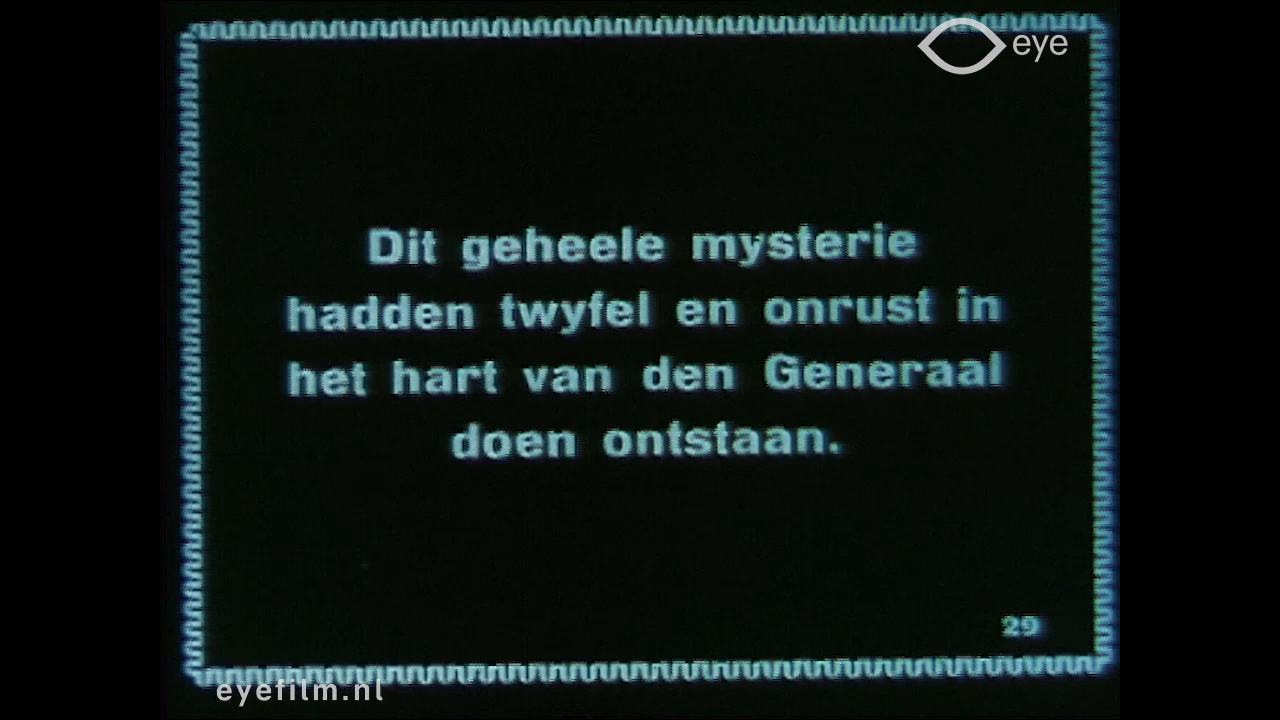 eye
Dit geheele mysterie
hadden twyfel en onrust in
het hart van den Generaal
doen ontstaan.
29
eyefilm.nl